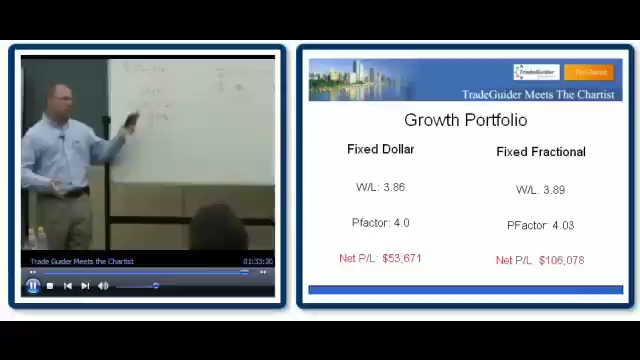 Trade Guider Meets the Chartist
01:33:30
TradeGuider
TradeGuider Meets The Chartist
Growth Portfolio
Fixed Dollar
Fixed Fractional
W/L: 3.86
W/L: 3.89
Pfactor: 4.0
PFactor: 4.03
Net P/L: $53,671
Net P/L $106,078